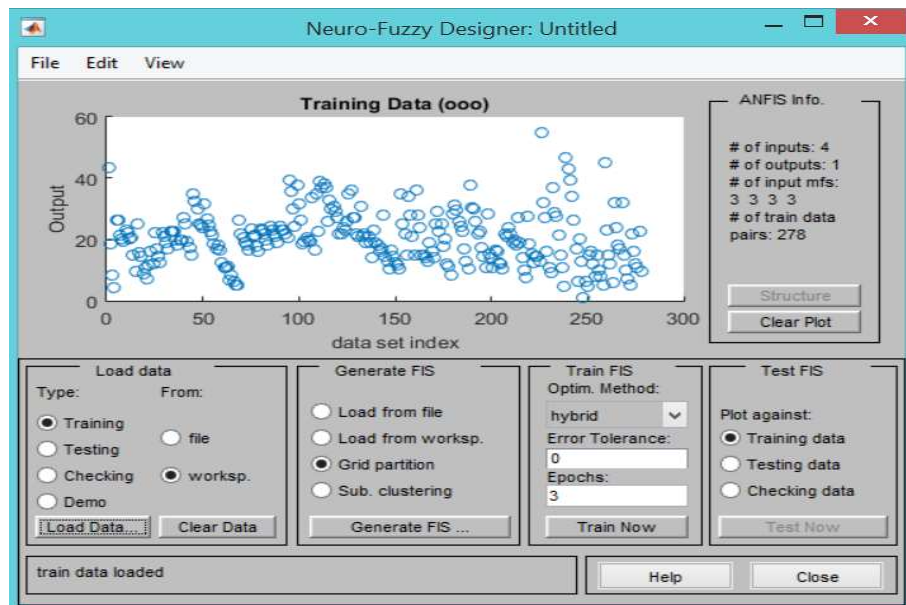 Neuro-Fuzzy Designer: Untitled
File Edit View
Training Data (ooo)
60
40
20
0
Output
0 50 100 150 200 250 300
data set index
ANFIS Info.
# of inputs: 4
# of outputs: 1
# of input mfs:
3 3 3 3
# of train data
pairs: 278
Structure
Clear Plot
Load data
Type: From:
Training
Testing
Checking
Demo
file
worksp.
Load Data... Clear Data
Generate FIS
Load from file
Load from worksp.
Grid partition
Sub. clustering
Generate FIS ...
Train FIS
Optim. Method:
hybrid
Error Tolerance:
0
Epochs:
3
Train Now
Test FIS
Plot against:
Training data
Testing data
Checking data
Test Now
train data loaded
Help Close